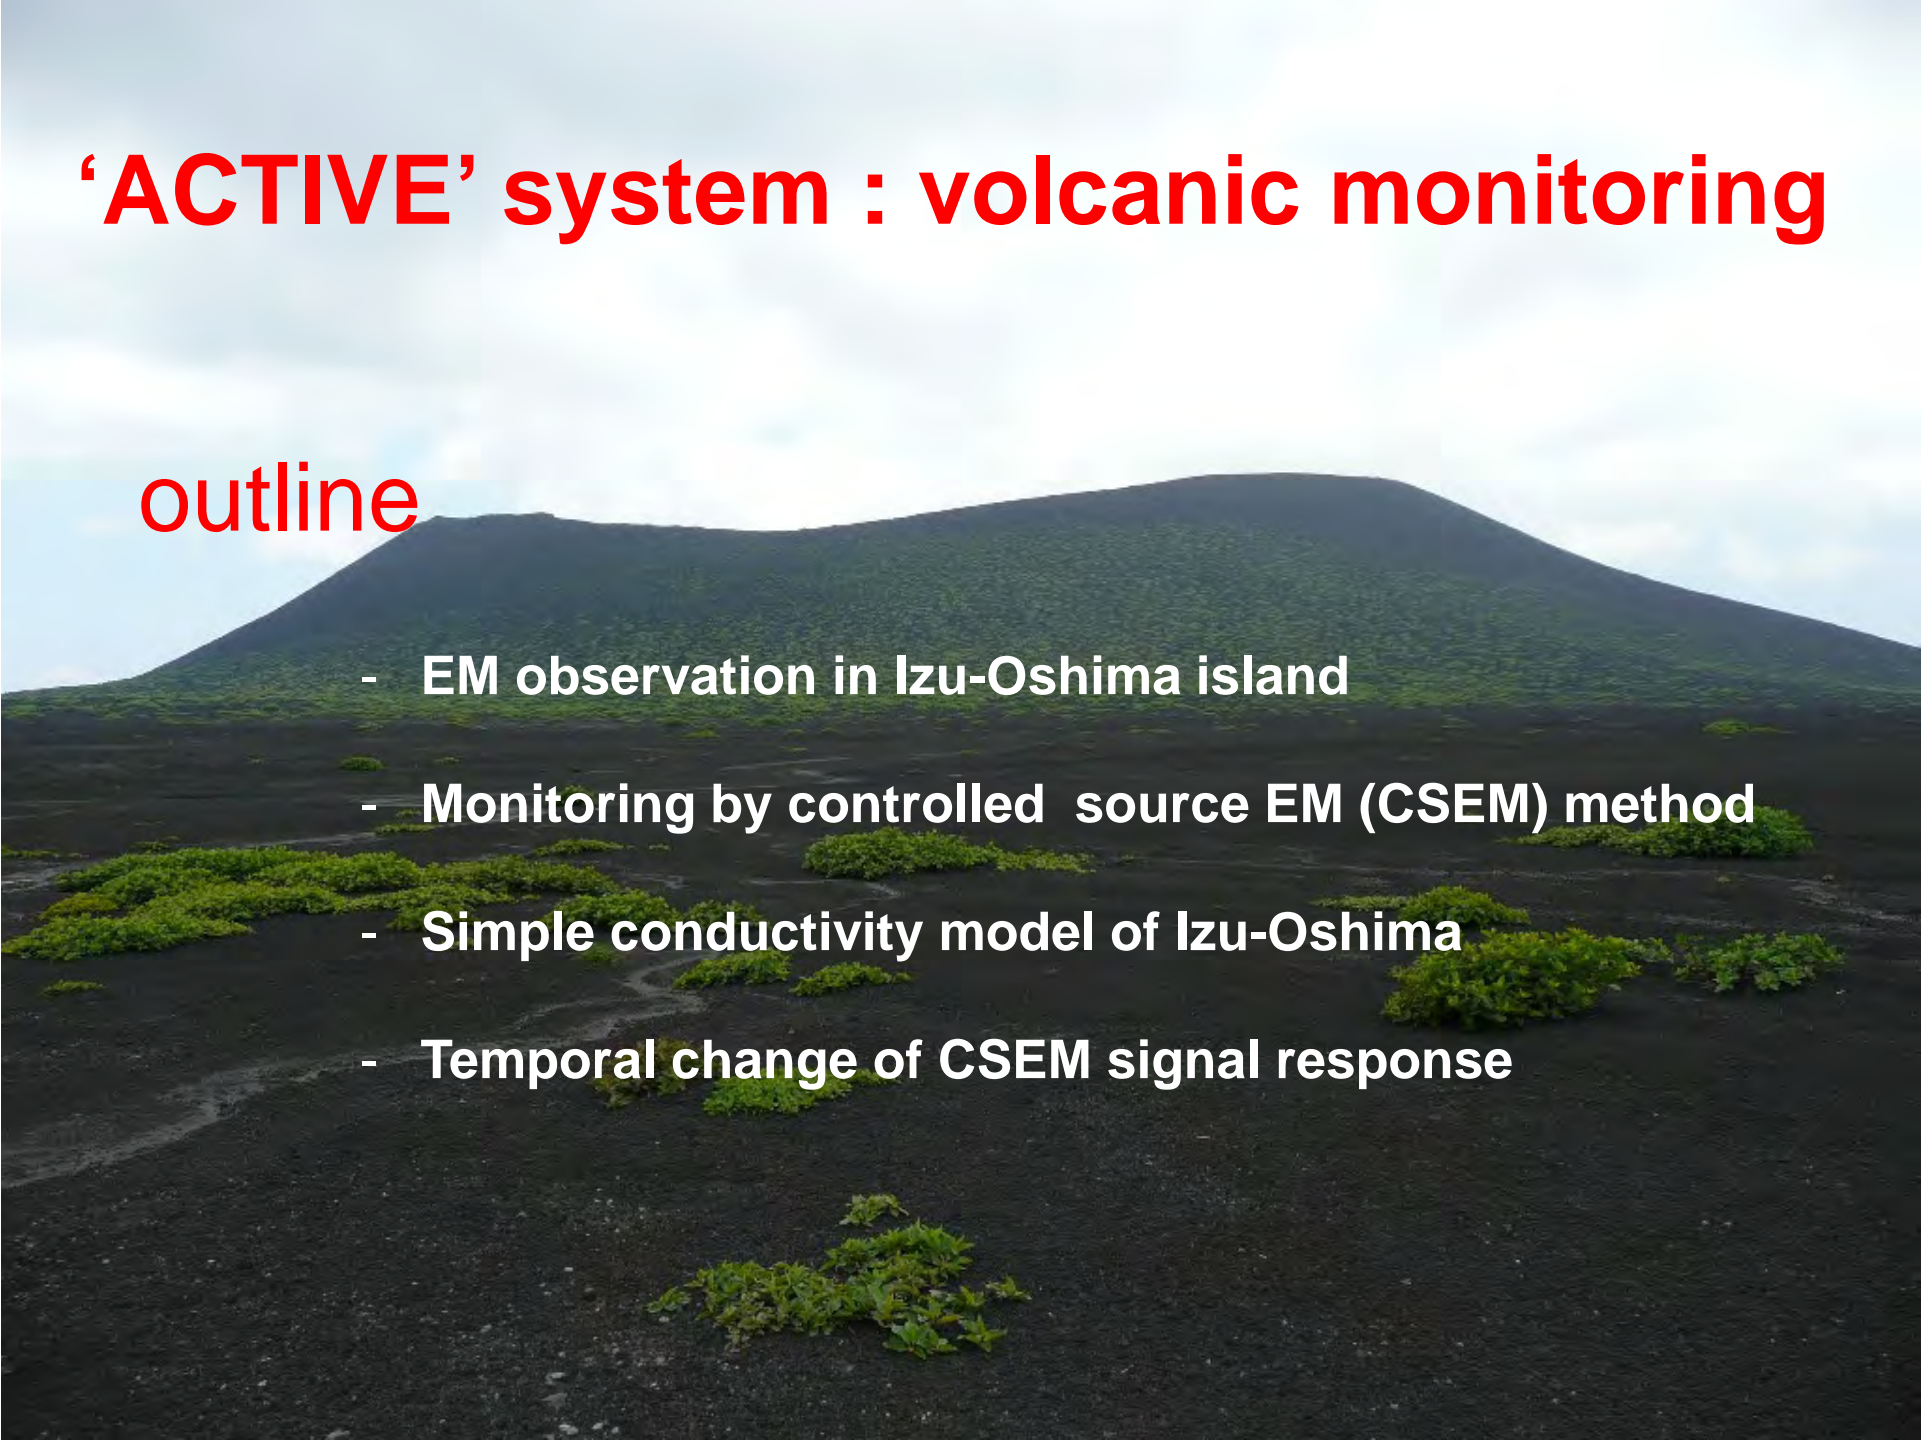 ‘ACTIVE’ system : volcanic monitoring
outline
- EM observation in Izu-Oshima island
- Monitoring by controlled  source EM (CSEM) method
- Simple conductivity model of Izu-Oshima
- Temporal change of CSEM signal response